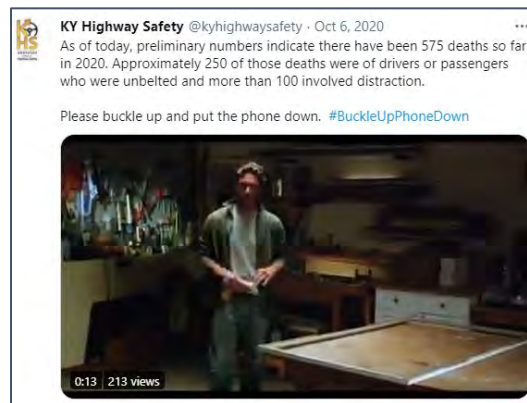 KY Highway Safety @kyhighwaysafety · Oct 6, 2020 ...
As of today, preliminary numbers indicate there have been 575 deaths so far
in 2020. Approximately 250 of those deaths were of drivers or passengers
who were unbelted and more than 100 involved distraction.
Please buckle up and put the phone down. #BuckleUpPhoneDown
0:13 213 views